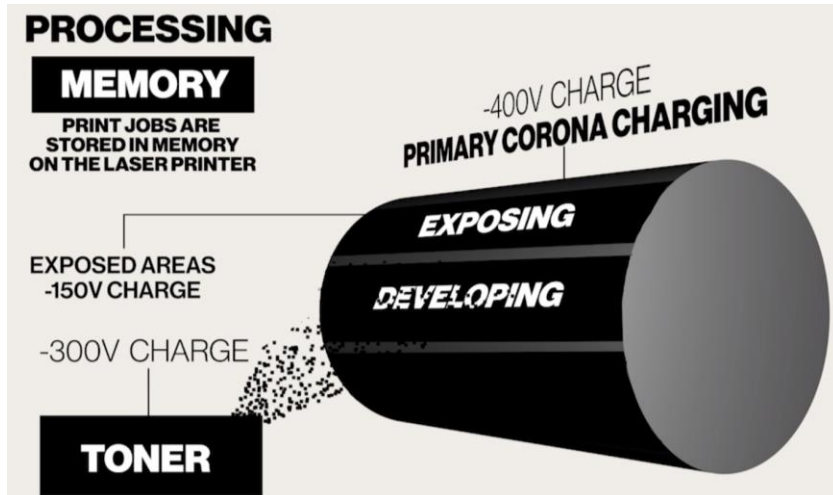 PROCESSING
MEMORY
PRINT JOBS ARE
STORED IN MEMORY
ON THE LASER PRINTER
-400V CHARGE
PRIMARY CORONA CHARGING
EXPOSING
EXPOSED AREAS
-150V CHARGE
DEVELOPING
-300V CHARGE
TONER